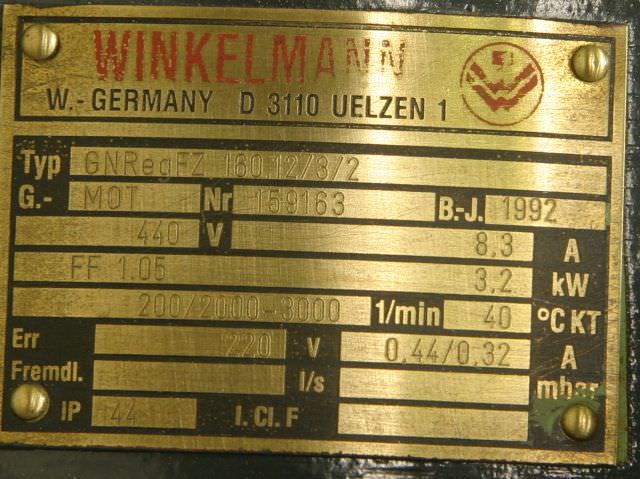 WINKELMANN
W.-GERMANY D 3110 UELZEN 1
Typ GNRegFZ 160.12/3/2
G.- MOT Nr 159163 B.-J. 1992
440 V 8,3 A
FF 1.05 3,2 kW
200/2000-3000 1/min 40 °C KT
Err 220 V 0,44/0,32 A
Fremdl. l/s mbar
IP 44 I. Cl. F